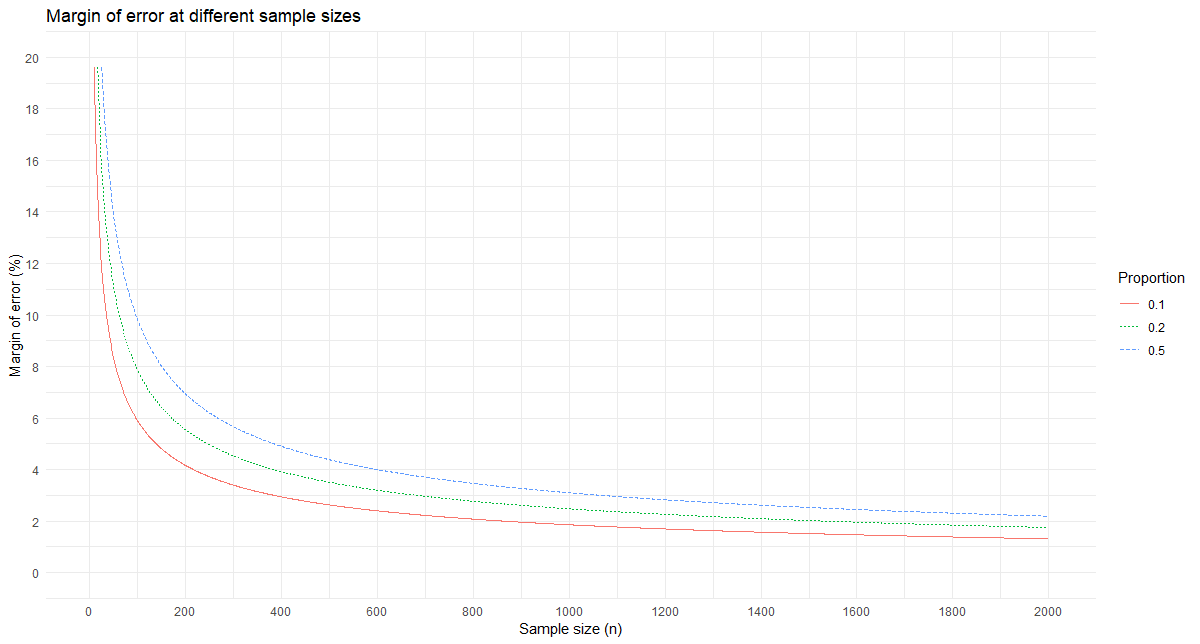 Margin of error at different sample sizes
Margin of error (%)
20
18
16
14
12
10
8
6
4
2
0
0 200 400 600 800 1000 1200 1400 1600 1800 2000
Sample size (n)
Proportion
0.1
0.2
0.5